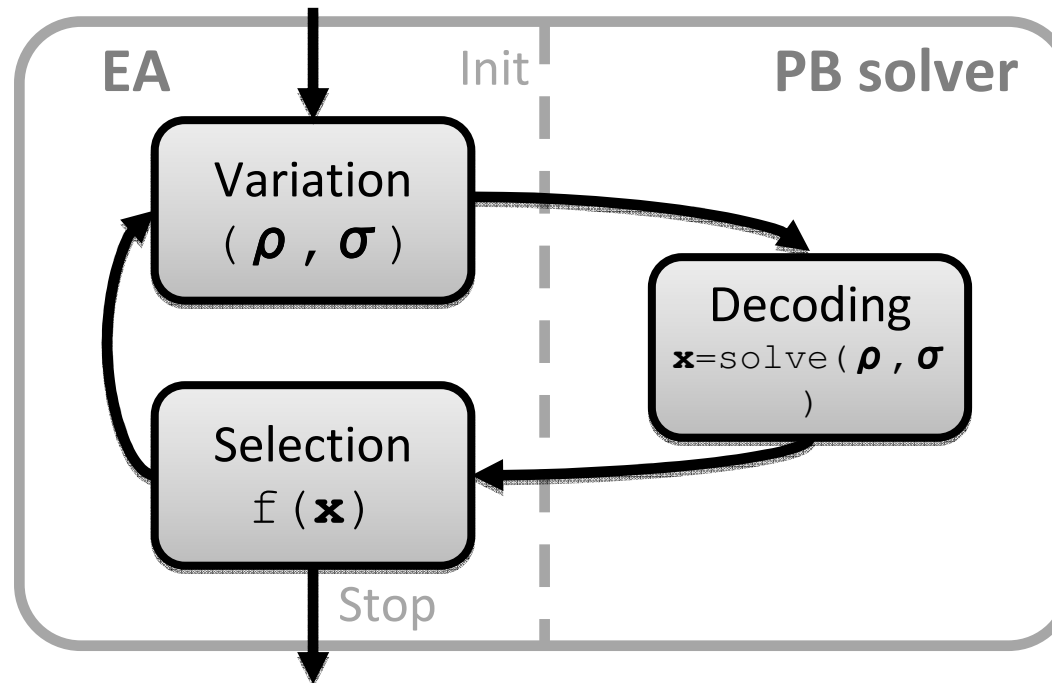 EA
Init
PB solver
Variation
( ρ , σ )
Decoding
x=solve( ρ , σ
)
Selection
f (x)
Stop